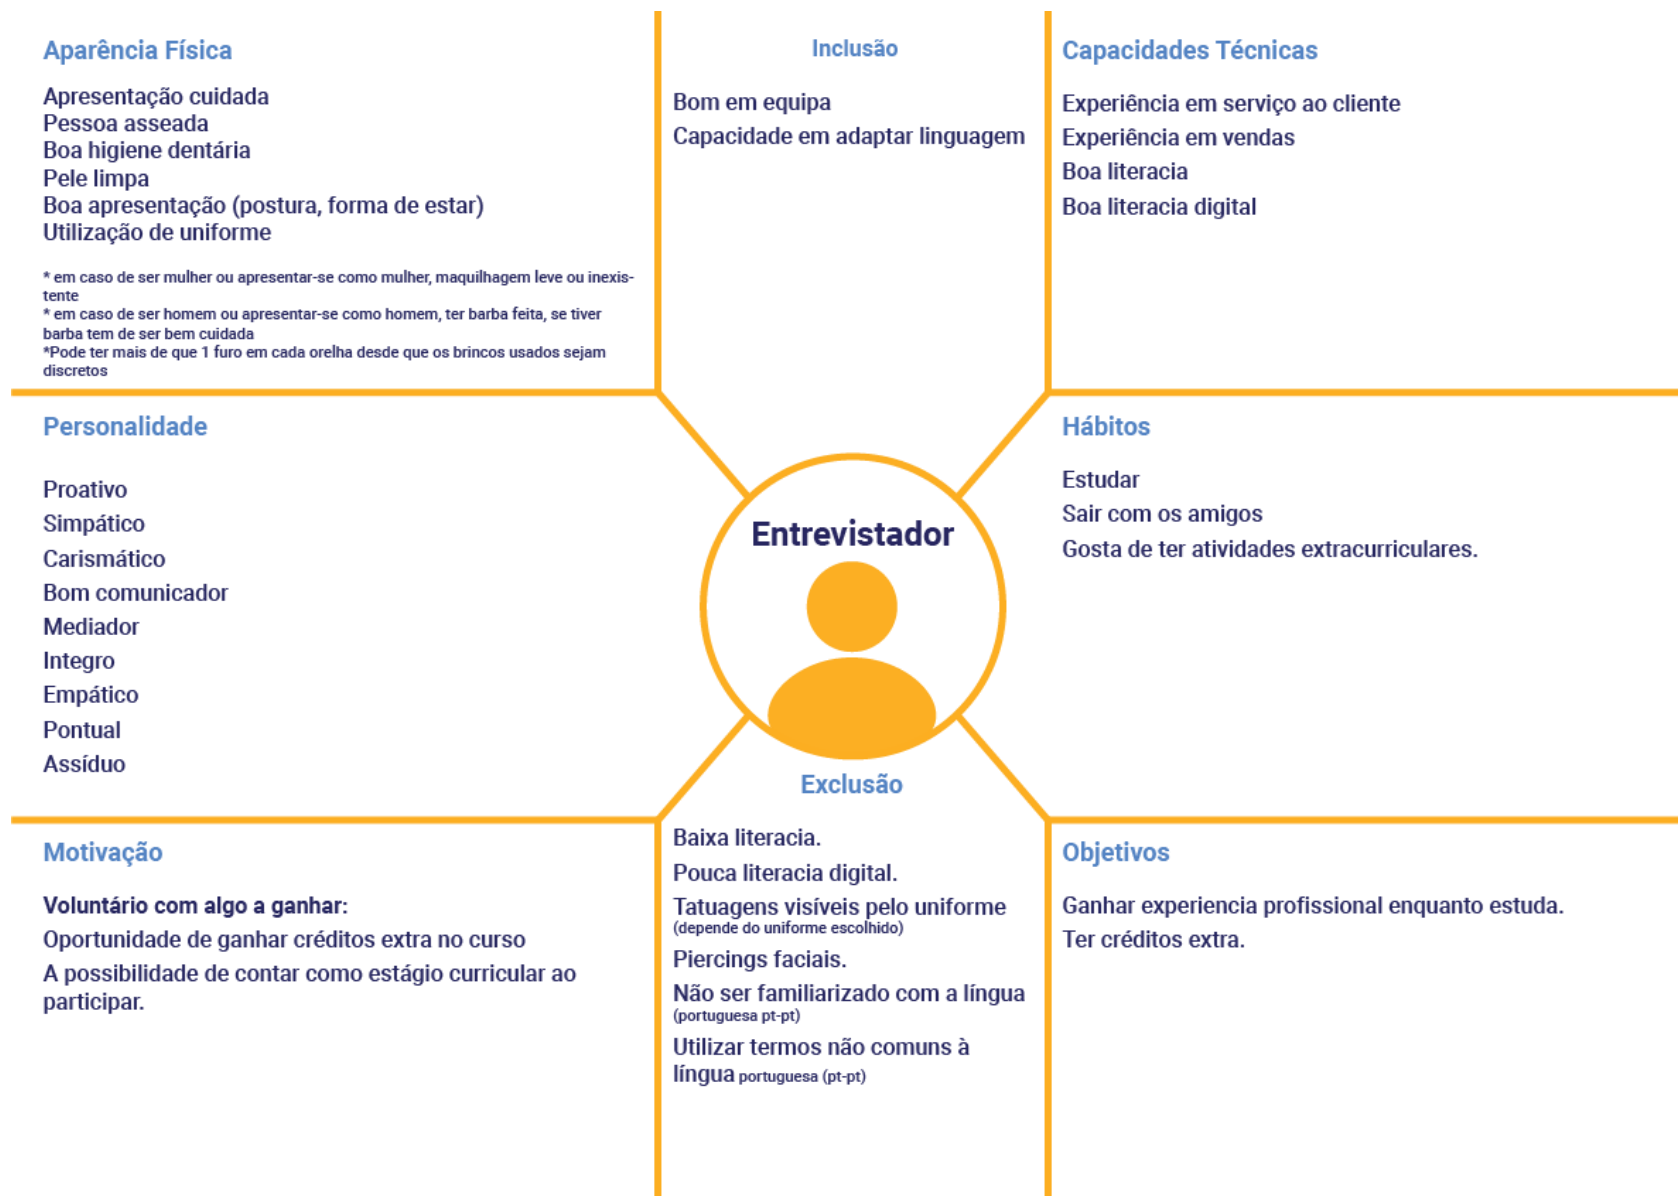 Aparência Física
Apresentação cuidada
Pessoa asseada
Boa higiene dentária
Pele limpa
Boa apresentação (postura, forma de estar)
Utilização de uniforme
* em caso de ser mulher ou apresentar-se como mulher, maquilhagem leve ou inexis-
tente
* em caso de ser homem ou apresentar-se como homem, ter barba feita, se tiver
barba tem de ser bem cuidada
*Pode ter mais de que 1 furo em cada orelha desde que os brincos usados sejam
discretos
Inclusão
Bom em equipa
Capacidade em adaptar linguagem
Capacidades Técnicas
Experiência em serviço ao cliente
Experiência em vendas
Boa literacia
Boa literacia digital
Personalidade
Proativo
Simpático
Carismático
Bom comunicador
Mediador
Integro
Empático
Pontual
Assíduo
Entrevistador
Hábitos
Estudar
Sair com os amigos
Gosta de ter atividades extracurriculares.
Motivação
Voluntário com algo a ganhar:
Oportunidade de ganhar créditos extra no curso
A possibilidade de contar como estágio curricular ao
participar.
Exclusão
Baixa literacia.
Pouca literacia digital.
Tatuagens visíveis pelo uniforme
(depende do uniforme escolhido)
Piercings faciais.
Não ser familiarizado com a língua
(portuguesa pt-pt)
Utilizar termos não comuns à
língua portuguesa (pt-pt)
Objetivos
Ganhar experiencia profissional enquanto estuda.
Ter créditos extra.